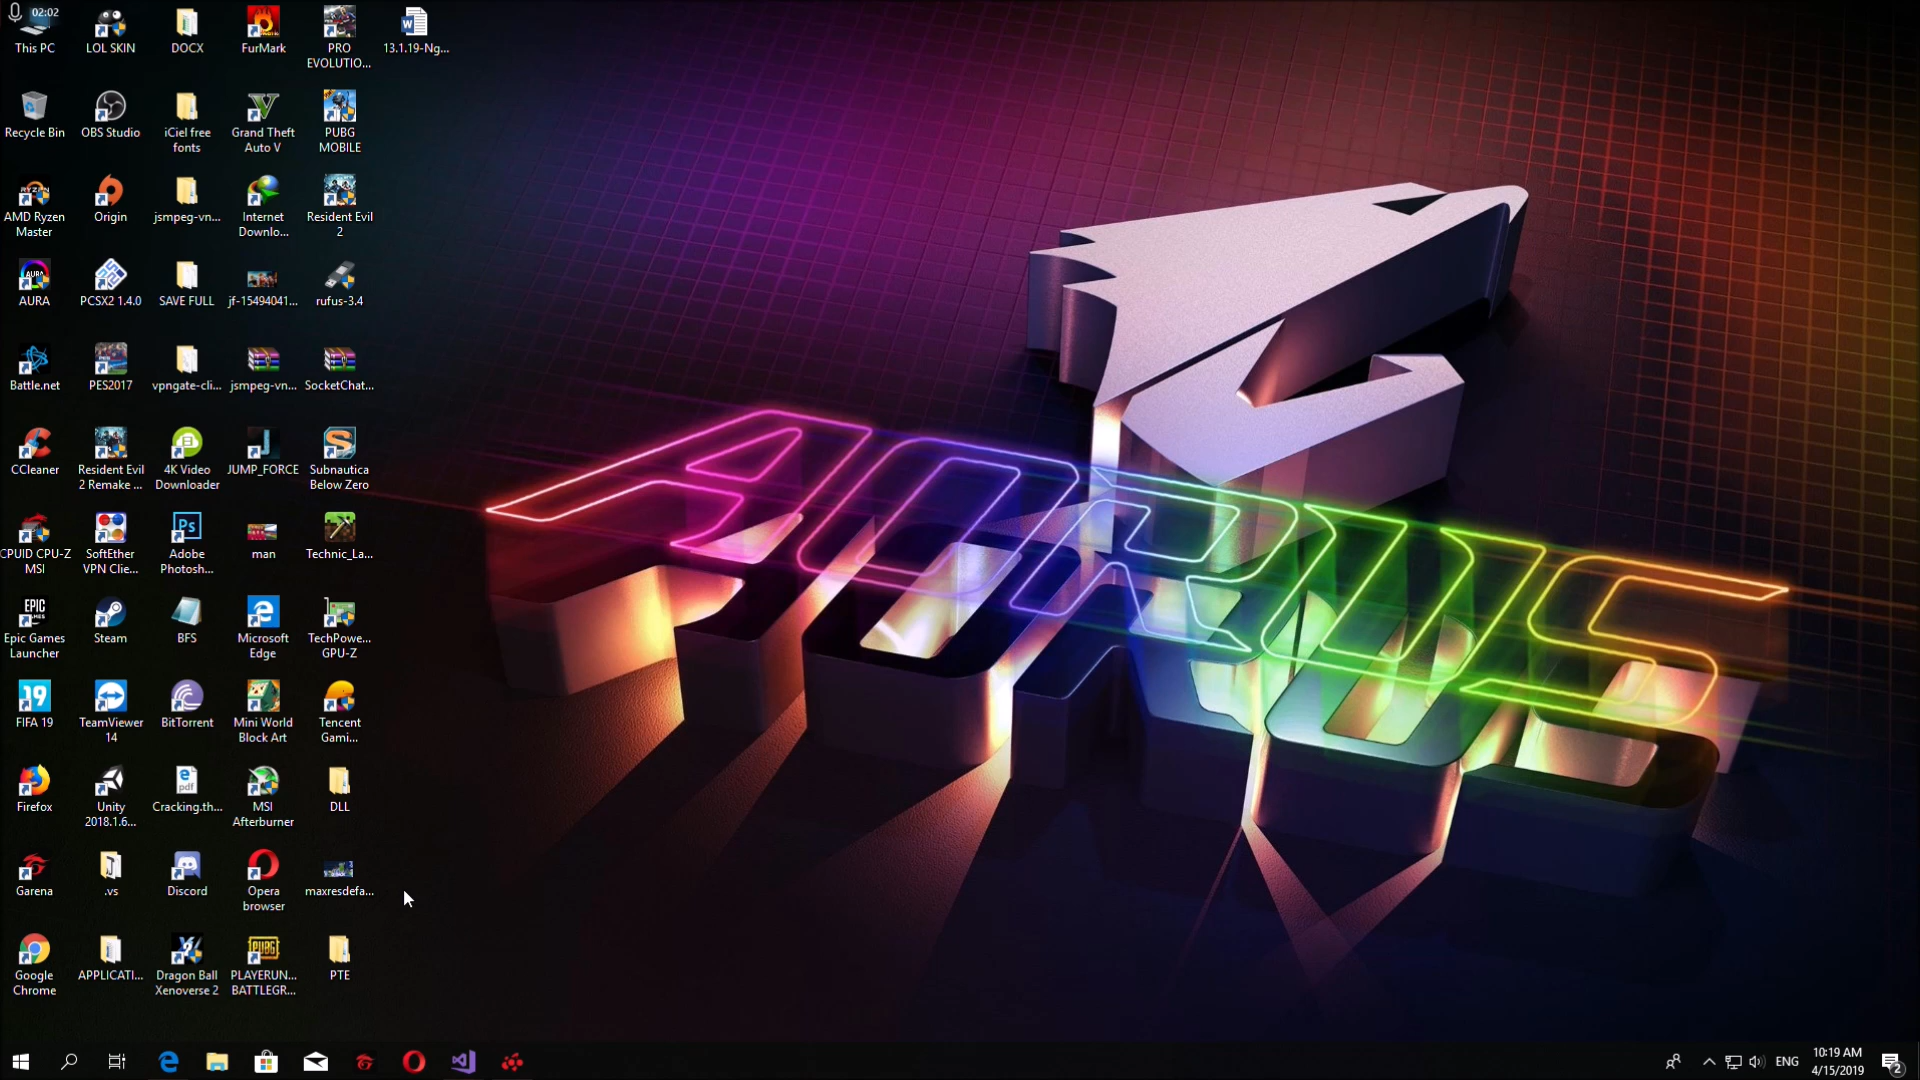 02:02
This PC
LOL SKIN
DOCX
FurMark
PRO
EVOLUTIO...
13.1.19-Ng...
Recycle Bin
OBS Studio
iCiel free
fonts
Grand Theft
Auto V
PUBG
MOBILE
AMD Ryzen
Master
Origin
jsmpeg-vn...
Internet
Downlo...
Resident Evil
2
AURA
PCSX2 1.4.0
SAVE FULL
jf-15494041...
rufus-3.4
Battle.net
PES2017
vpngate-cli...
jsmpeg-vn...
SocketChat...
CCleaner
Resident Evil
2 Remake ...
4K Video
Downloader
JUMP_FORCE
Subnautica
Below Zero
CPUID CPU-Z
MSI
SoftEther
VPN Clie...
Adobe
Photosh...
man
Technic_La...
Epic Games
Launcher
Steam
BFS
Microsoft
Edge
TechPowe...
GPU-Z
FIFA 19
TeamViewer
14
BitTorrent
Mini World
Block Art
Tencent
Gami...
Firefox
Unity
2018.1.6...
Cracking.th...
MSI
Afterburner
DLL
Garena
.vs
Discord
Opera
browser
maxresdefa...
Google
Chrome
APPLICATI...
Dragon Ball
Xenoverse 2
PLAYERUN...
BATTLEGR...
PTE
AORUS
ENG
10:19 AM
4/15/2019
2